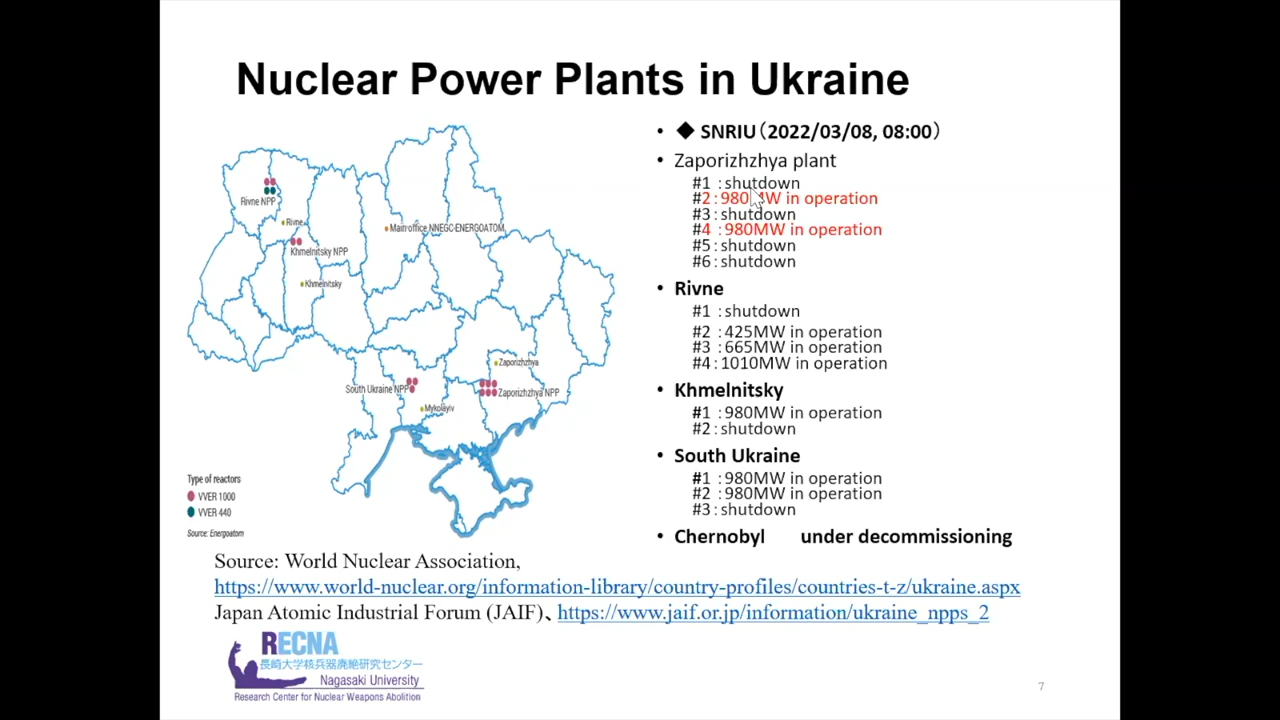 Nuclear Power Plants in Ukraine
• ◆ SNRIU（2022/03/08, 08:00）
• Zaporizhzhya plant
#1 : shutdown
#2 : 980MW in operation
#3 : shutdown
#4 : 980MW in operation
#5 : shutdown
#6 : shutdown
• Rivne
#1 : shutdown
#2 : 425MW in operation
#3 : 665MW in operation
#4 : 1010MW in operation
• Khmelnitsky
#1 : 980MW in operation
#2 : shutdown
• South Ukraine
#1 : 980MW in operation
#2 : 980MW in operation
#3 : shutdown
• Chernobyl under decommissioning
Rivne NPP
Rivne
Main office NNEGC ENERGOATOM
Khmelnitsky NPP
Khmelnitsky
Zaporizhzhya
South Ukraine NPP
Zaporizhzhya NPP
Mykolayiv
Type of reactors
VVER 1000
VVER 440
Source: Energoatom
Source: World Nuclear Association,
https://www.world-nuclear.org/information-library/country-profiles/countries-t-z/ukraine.aspx
Japan Atomic Industrial Forum (JAIF)、https://www.jaif.or.jp/information/ukraine_npps_2
RECNA
長崎大学核兵器廃絶研究センター
Nagasaki University
Research Center for Nuclear Weapons Abolition
7